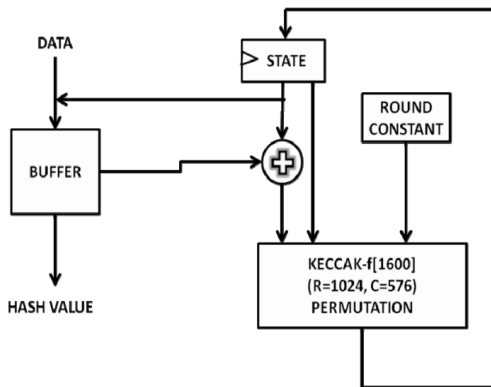 DATA
STATE
ROUND
CONSTANT
BUFFER
KECCAK-f[1600]
(R=1024, C=576)
PERMUTATION
HASH VALUE